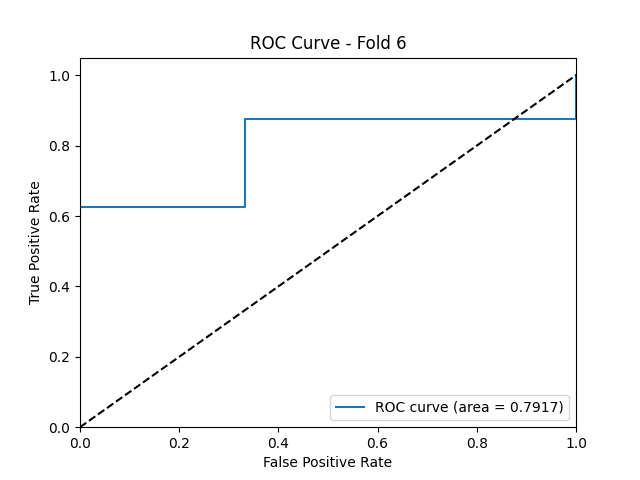 ROC Curve - Fold 6
1.0
0.8
0.6
0.4
0.2
0.0
True Positive Rate
ROC curve (area = 0.7917)
0.0 0.2 0.4 0.6 0.8 1.0
False Positive Rate